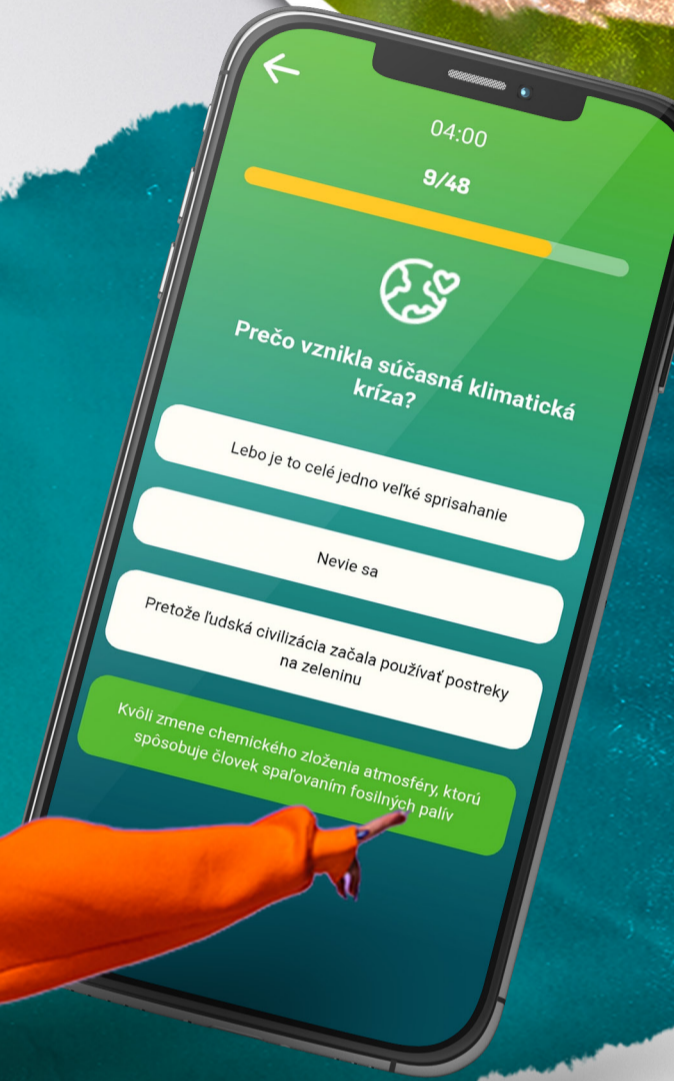 04:00
9/48
Prečo vznikla súčasná klimatická
kríza?
Lebo je to celé jedno veľké sprisahanie
Nevie sa
Pretože ľudská civilizácia začala používať postreky
na zeleninu
Kvôli zmene chemického zloženia atmosféry, ktorú
spôsobuje človek spaľovaním fosílnych palív